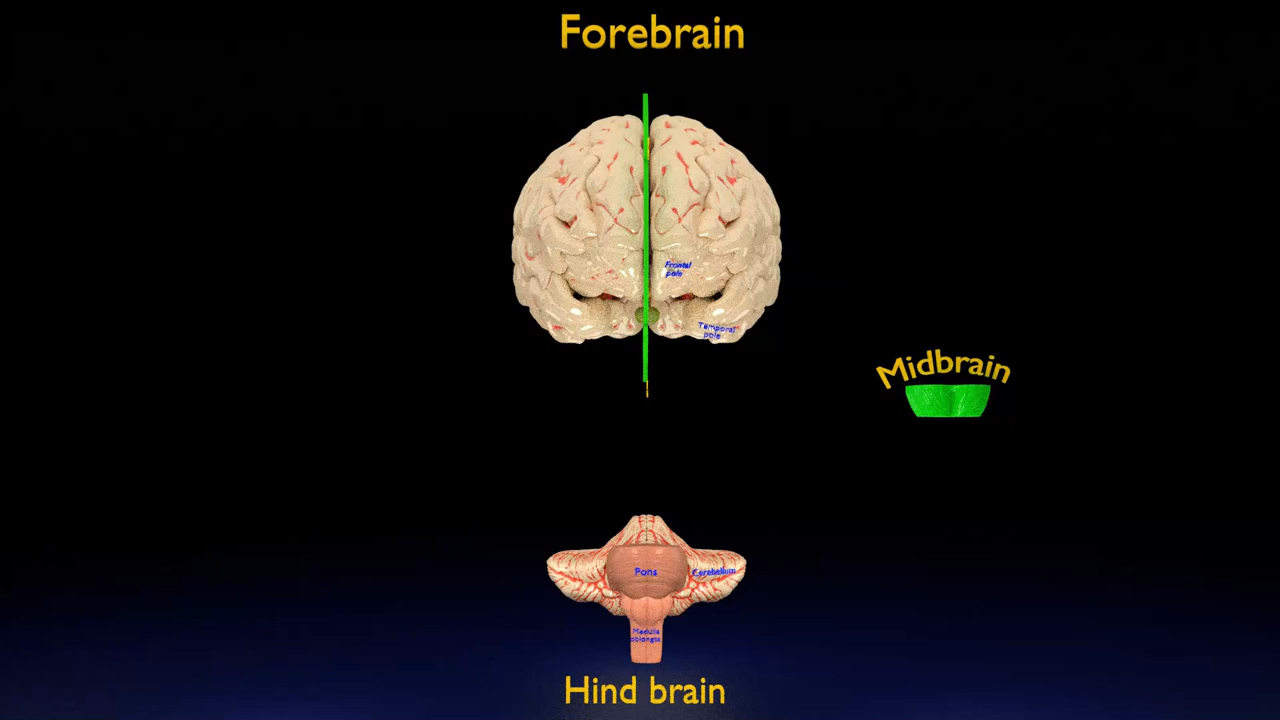 Forebrain
Frontal
pole
Temporal
pole
Midbrain
Pons
Cerebellum
Medulla
oblongata
Hind brain